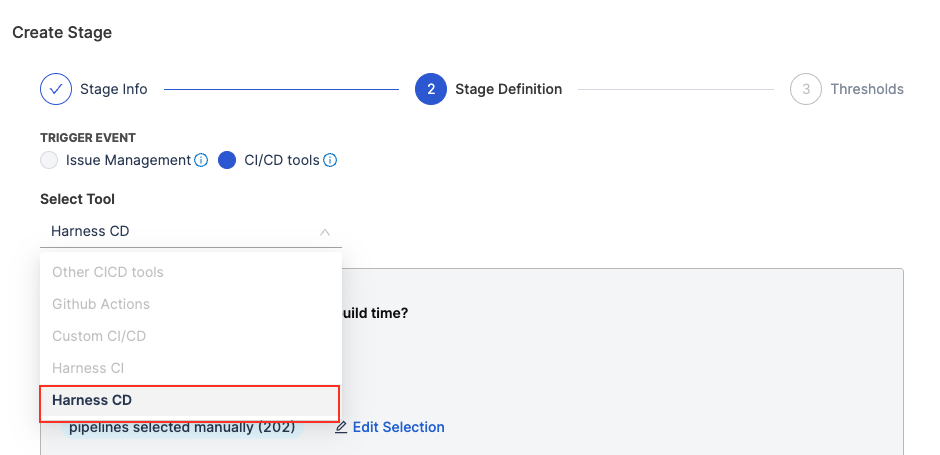 Create Stage
Stage Info
2 Stage Definition
3 Thresholds
TRIGGER EVENT
Issue Management CI/CD tools
Select Tool
Harness CD
Other CICD tools
Github Actions
uild time?
Custom CI/CD
Harness CI
Harness CD
pipelines selected manually (202) Edit Selection